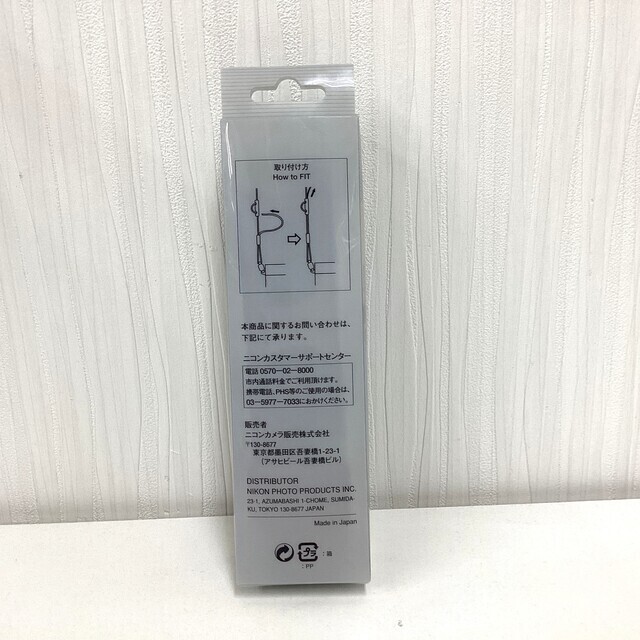 取り付け方
How to FIT
本商品に関するお問い合わせは、
下記にて承ります。
ニコンカスタマーサポートセンター
電話 0570-02-8000
市内通話料金でご利用頂けます。
携帯電話、PHS等のご使用の場合は、
03-5977-7033におかけください。
販売者
ニコンカメラ販売株式会社
〒130-8677
東京都墨田区吾妻橋1-23-1
(アサヒビール吾妻橋ビル)
DISTRIBUTOR
NIKON PHOTO PRODUCTS INC.
23-1, AZUMABASHI 1-CHOME, SUMIDA-
KU, TOKYO 130-8677 JAPAN
Made in Japan
プラ : 箱
: PP